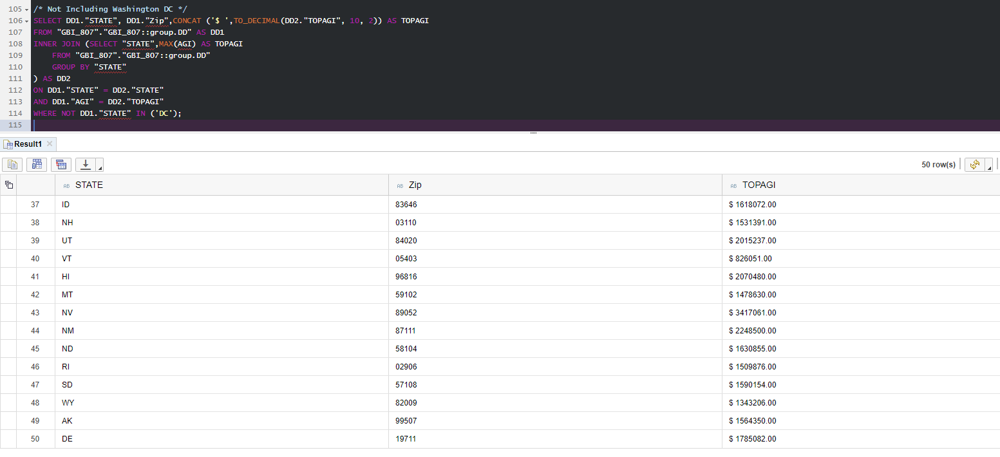 105 /* Not Including Washington DC */
106 SELECT DD1."STATE", DD1."Zip",CONCAT ('$ ',TO_DECIMAL(DD2."TOPAGI", 10, 2)) AS TOPAGI
107 FROM "GBI_807"."GBI_807::group.DD" AS DD1
108 INNER JOIN (SELECT "STATE",MAX(AGI) AS TOPAGI
109 FROM "GBI_807"."GBI_807::group.DD"
110 GROUP BY "STATE"
111 ) AS DD2
112 ON DD1."STATE" = DD2."STATE"
113 AND DD1."AGI" = DD2."TOPAGI"
114 WHERE NOT DD1."STATE" IN ('DC');
115
Result1
50 row(s)
AB STATE AB Zip AB TOPAGI
37 ID 83646 $ 1618072.00
38 NH 03110 $ 1531391.00
39 UT 84020 $ 2015237.00
40 VT 05403 $ 826051.00
41 HI 96816 $ 2070480.00
42 MT 59102 $ 1478630.00
43 NV 89052 $ 3417061.00
44 NM 87111 $ 2248500.00
45 ND 58104 $ 1630855.00
46 RI 02906 $ 1509876.00
47 SD 57108 $ 1590154.00
48 WY 82009 $ 1343206.00
49 AK 99507 $ 1564350.00
50 DE 19711 $ 1785082.00